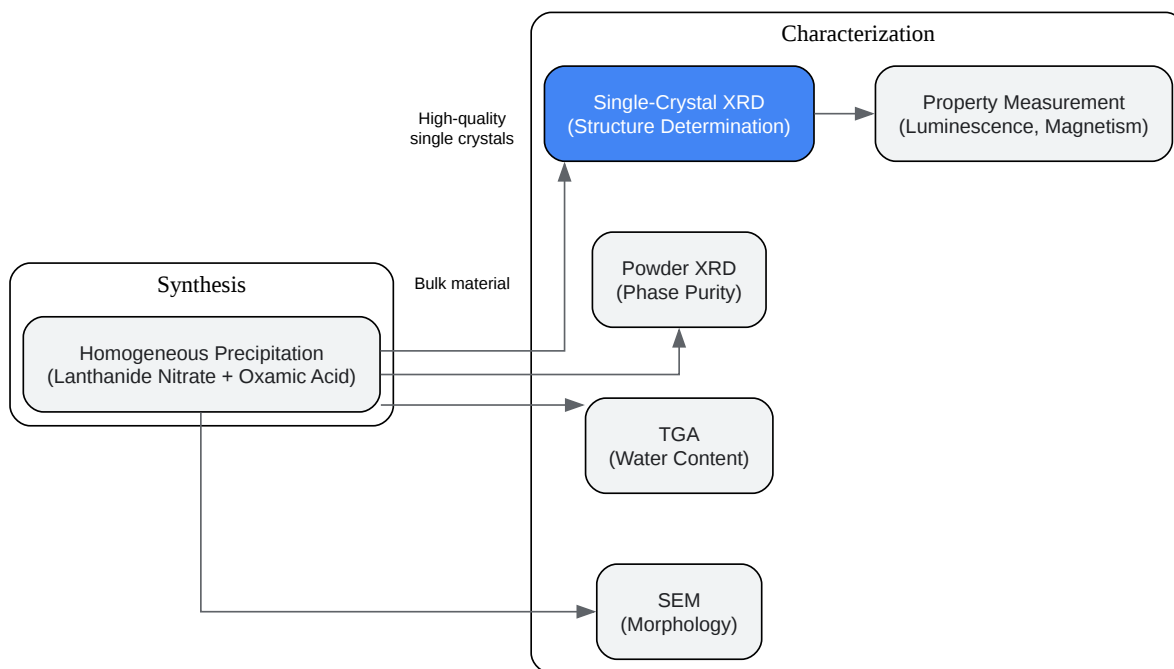 Characterization
Single-Crystal XRD
(Structure Determination)
Property Measurement
(Luminescence, Magnetism)
High-quality
single crystals
Powder XRD
(Phase Purity)
Synthesis
Bulk material
Homogeneous Precipitation
(Lanthanide Nitrate + Oxamic Acid)
TGA
(Water Content)
SEM
(Morphology)